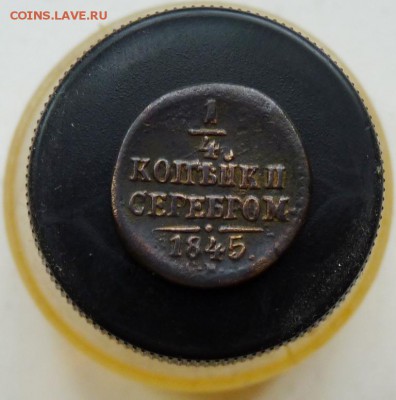 COINS.LAVE.RU
1
4
КОПѢЙКИ
СЕРЕБРОМ.
1845.